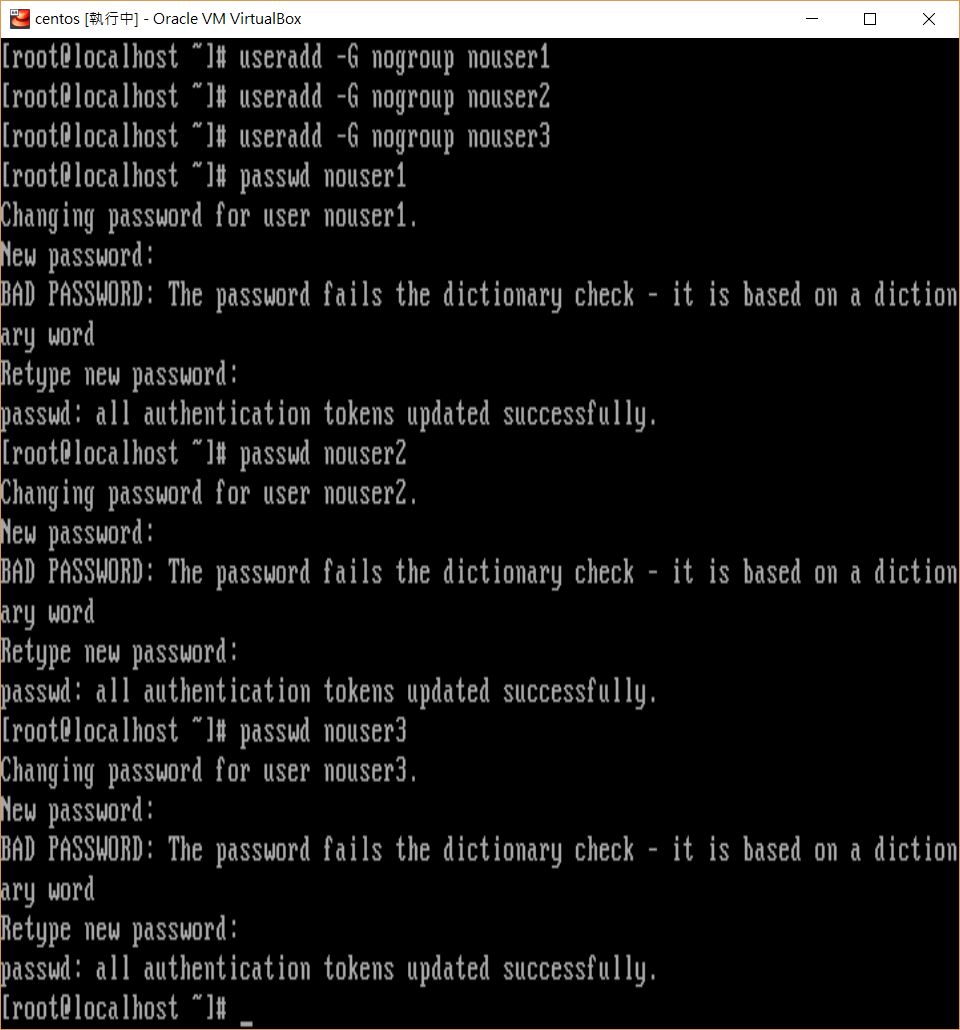 centos [執行中] - Oracle VM VirtualBox
[root@localhost ~]# useradd -G nogroup nouser1
[root@localhost ~]# useradd -G nogroup nouser2
[root@localhost ~]# useradd -G nogroup nouser3
[root@localhost ~]# passwd nouser1
Changing password for user nouser1.
New password:
BAD PASSWORD: The password fails the dictionary check - it is based on a diction
ary word
Retype new password:
passwd: all authentication tokens updated successfully.
[root@localhost ~]# passwd nouser2
Changing password for user nouser2.
New password:
BAD PASSWORD: The password fails the dictionary check - it is based on a diction
ary word
Retype new password:
passwd: all authentication tokens updated successfully.
[root@localhost ~]# passwd nouser3
Changing password for user nouser3.
New password:
BAD PASSWORD: The password fails the dictionary check - it is based on a diction
ary word
Retype new password:
passwd: all authentication tokens updated successfully.
[root@localhost ~]# _